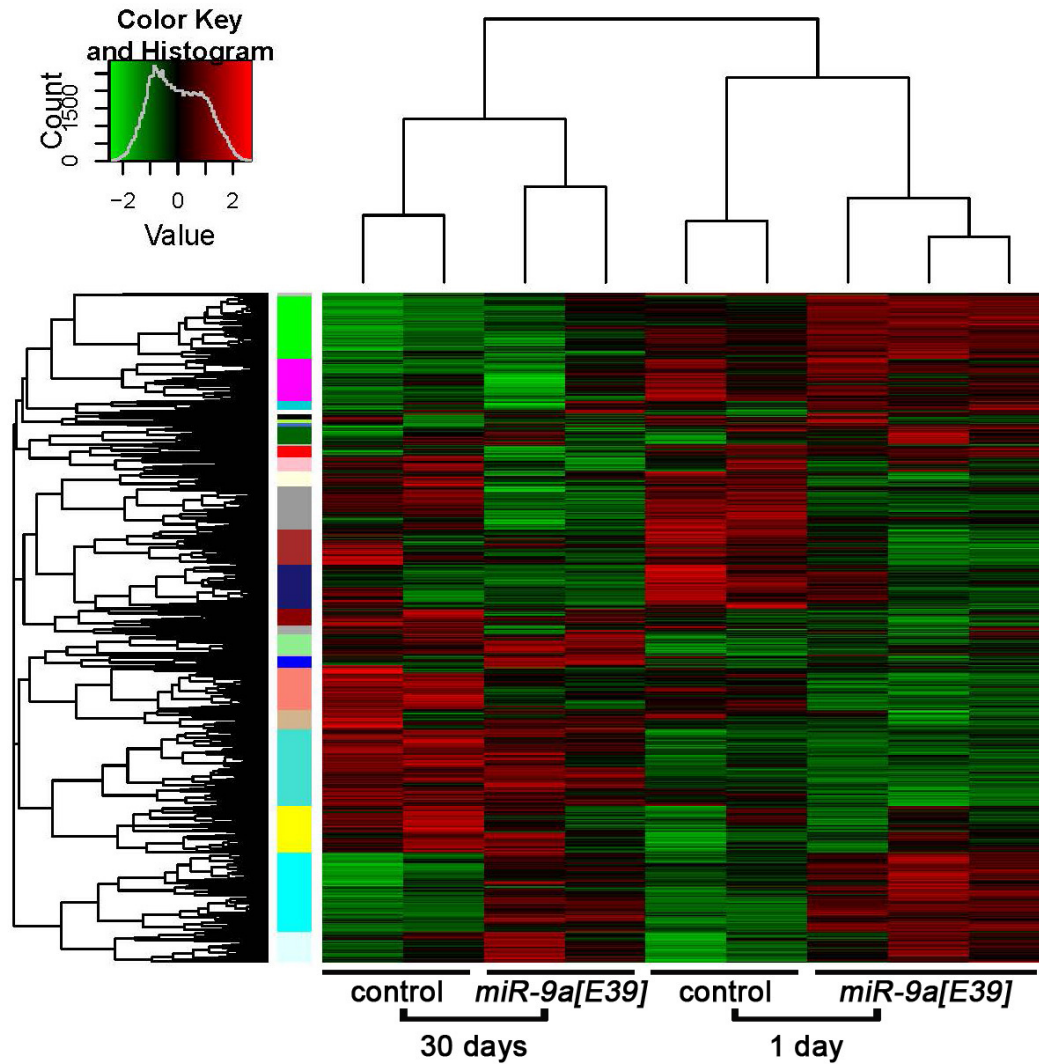 Color Key
and Histogram
Count
0 1500
−2 0 2
Value
control miR-9a[E39] control miR-9a[E39]
30 days 1 day